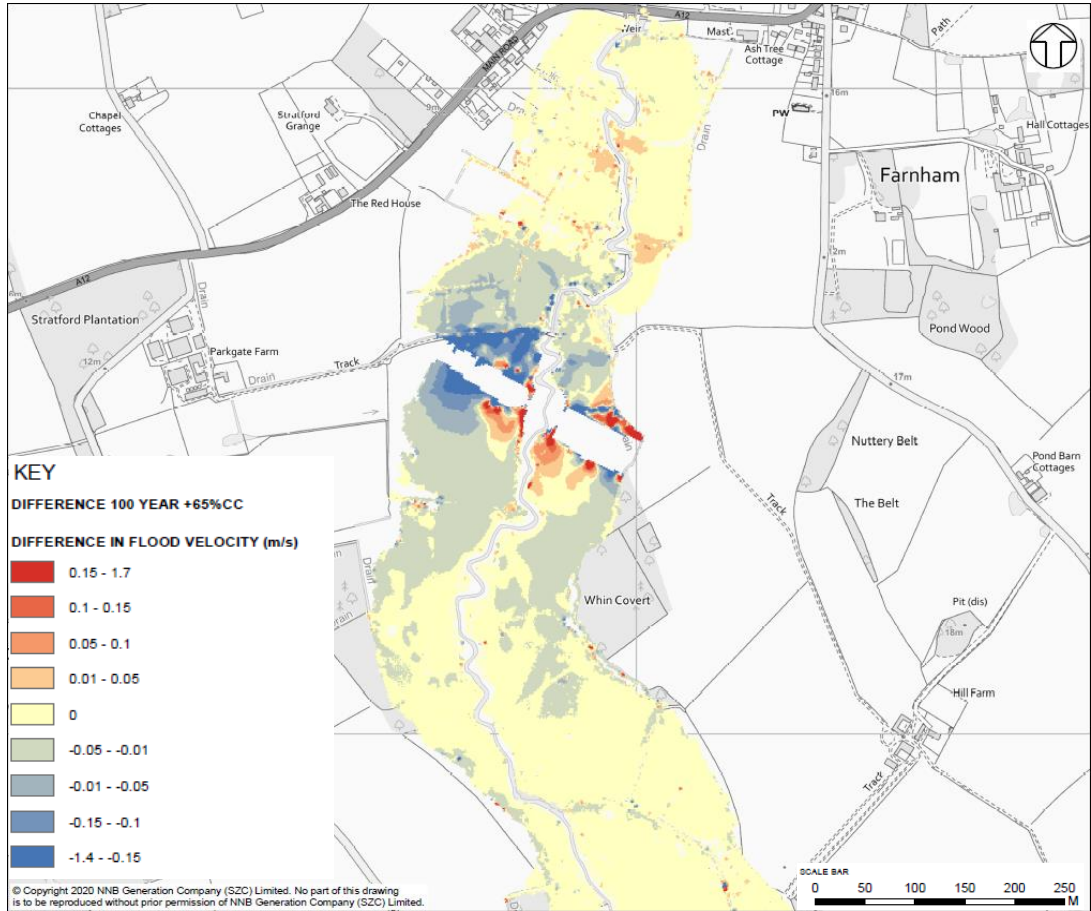 A12
Weir
Mast
Ash Tree
Cottage
Path
MAIN ROAD
16m
Chapel
Cottages
Stratford
Grange
9m
Drain
PW
Hall Cottages
Drain
Farnham
The Red House
12m
A12
Drain
Stratford Plantation
Pond Wood
Parkgate Farm
Track
12m
Drain
17m
Nuttery Belt
Pond Barn
Cottages
Track
The Belt
Drain
Whin Covert
Pit (dis)
18m
Hill Farm
Track
KEY
DIFFERENCE 100 YEAR +65%CC
DIFFERENCE IN FLOOD VELOCITY (m/s)
0.15 - 1.7
0.1 - 0.15
0.05 - 0.1
0.01 - 0.05
0
-0.05 - -0.01
-0.01 - -0.05
-0.15 - -0.1
-1.4 - -0.15
© Copyright 2020 NNB Generation Company (SZC) Limited. No part of this drawing
is to be reproduced without prior permission of NNB Generation Company (SZC) Limited.
SCALE BAR
0 50 100 150 200 250
M